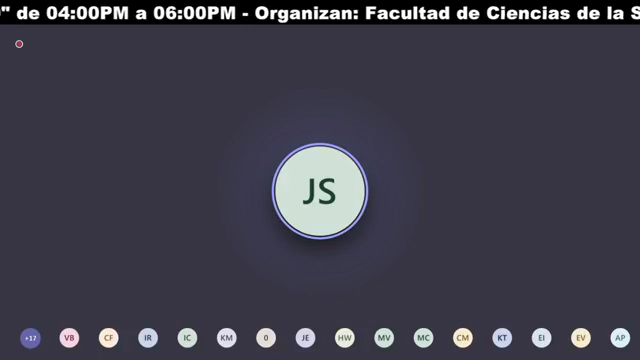 " de 04:00PM a 06:00PM - Organizan: Facultad de Ciencias de la S
JS
+17 VB CF IR IC KM 0 JE HW MV MC CM KT EI EV AP